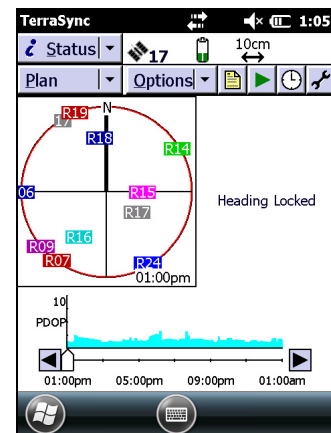 TerraSync 1:05
i Status 17 10cm
Plan Options
N
R19
17
R18
R14
06
R15
Heading Locked
R17
R16
R09
R07
R24
01:00pm
10
PDOP
01:00pm 05:00pm 09:00pm 01:00am